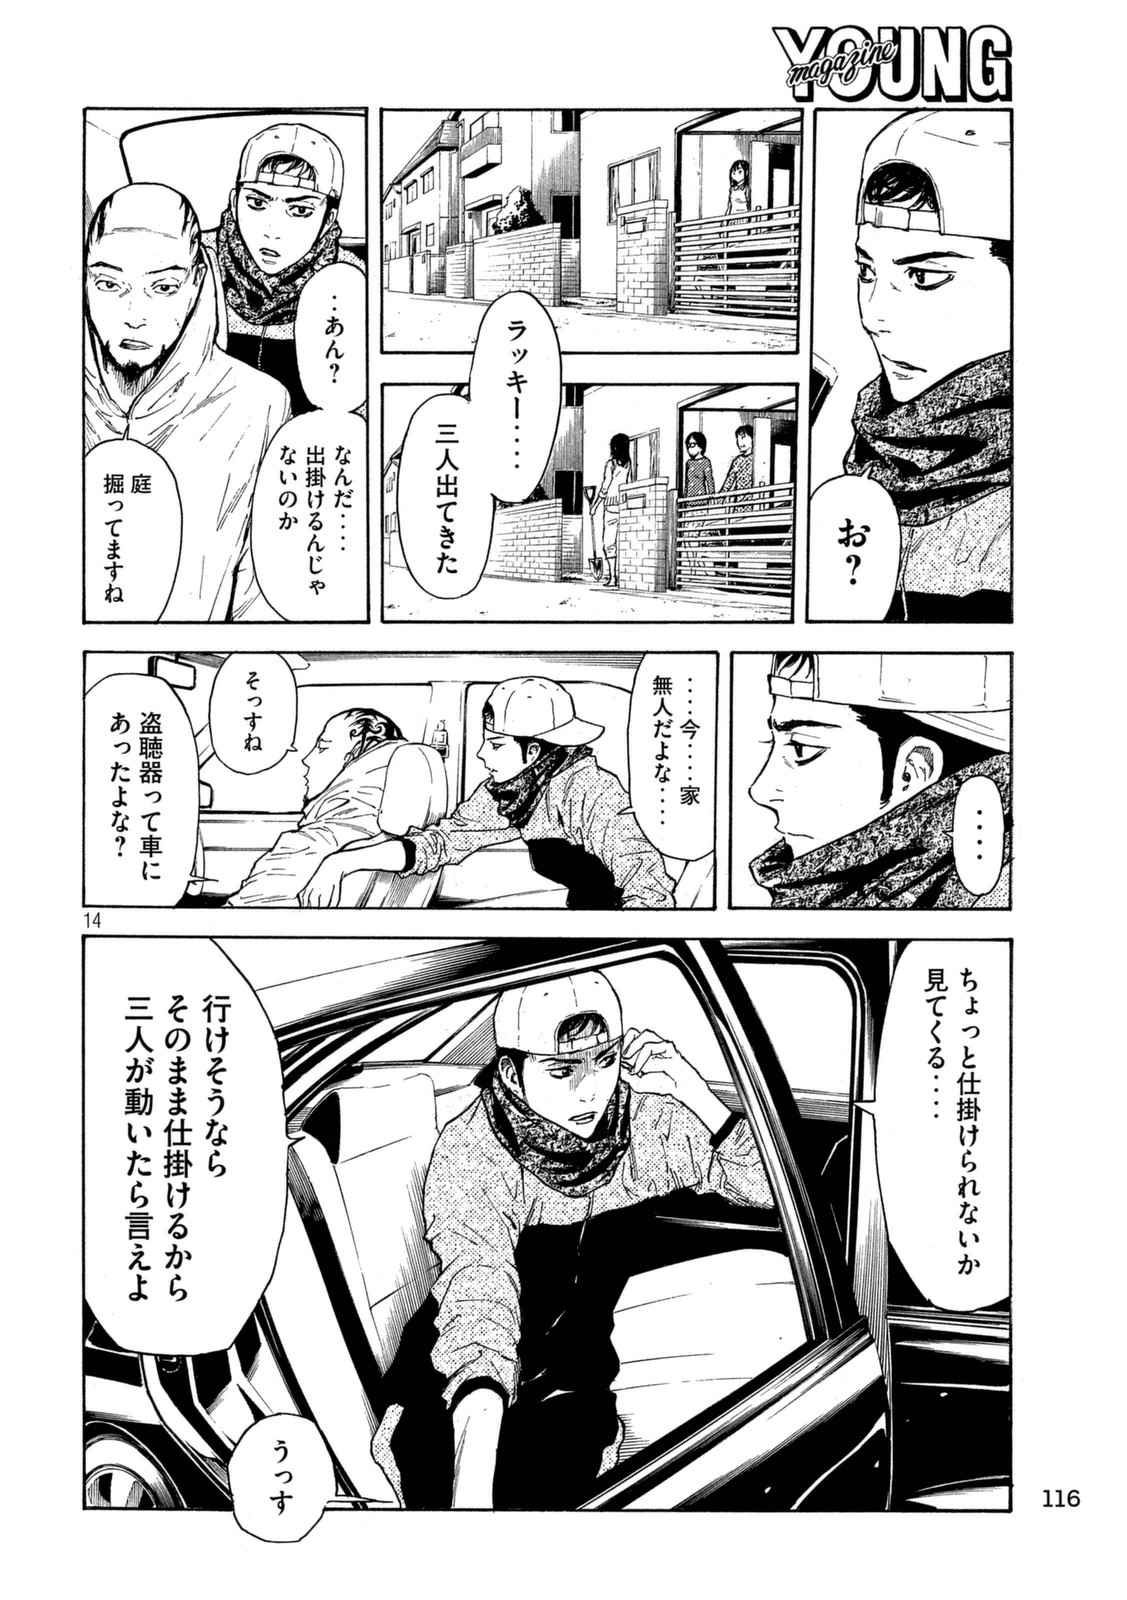 YOUNG
magazine
お?
ラッキー‥‥
三人出てきた
‥あん?
なんだ‥‥
出掛けるんじゃ
ないのか
庭
掘ってますね
‥‥
‥‥今‥‥家
無人だよな‥‥
そっすね
盗聴器って車に
あったよな?
14
ちょっと仕掛けられないか
見てくる‥‥
行けそうなら
そのまま仕掛けるから
三人が動いたら言えよ
うっす
116